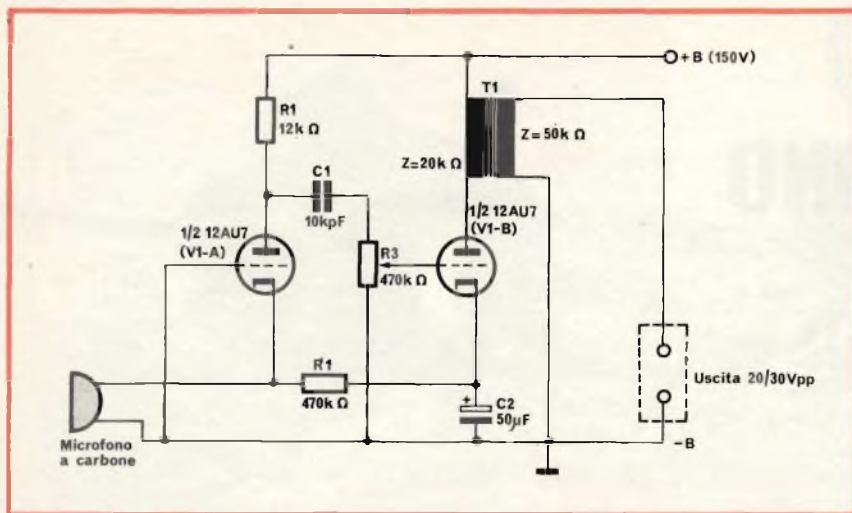 +B (150V)
T1
R1
12k Ω
Z=50k Ω
Z=20k Ω
C1
10kpF
1/2 12AU7
(V1-A)
1/2 12AU7
(V1-B)
R3
470k Ω
R1
470k Ω
+
C2
50μF
Uscita 20/30Vpp
-B
Microfono
a carbone